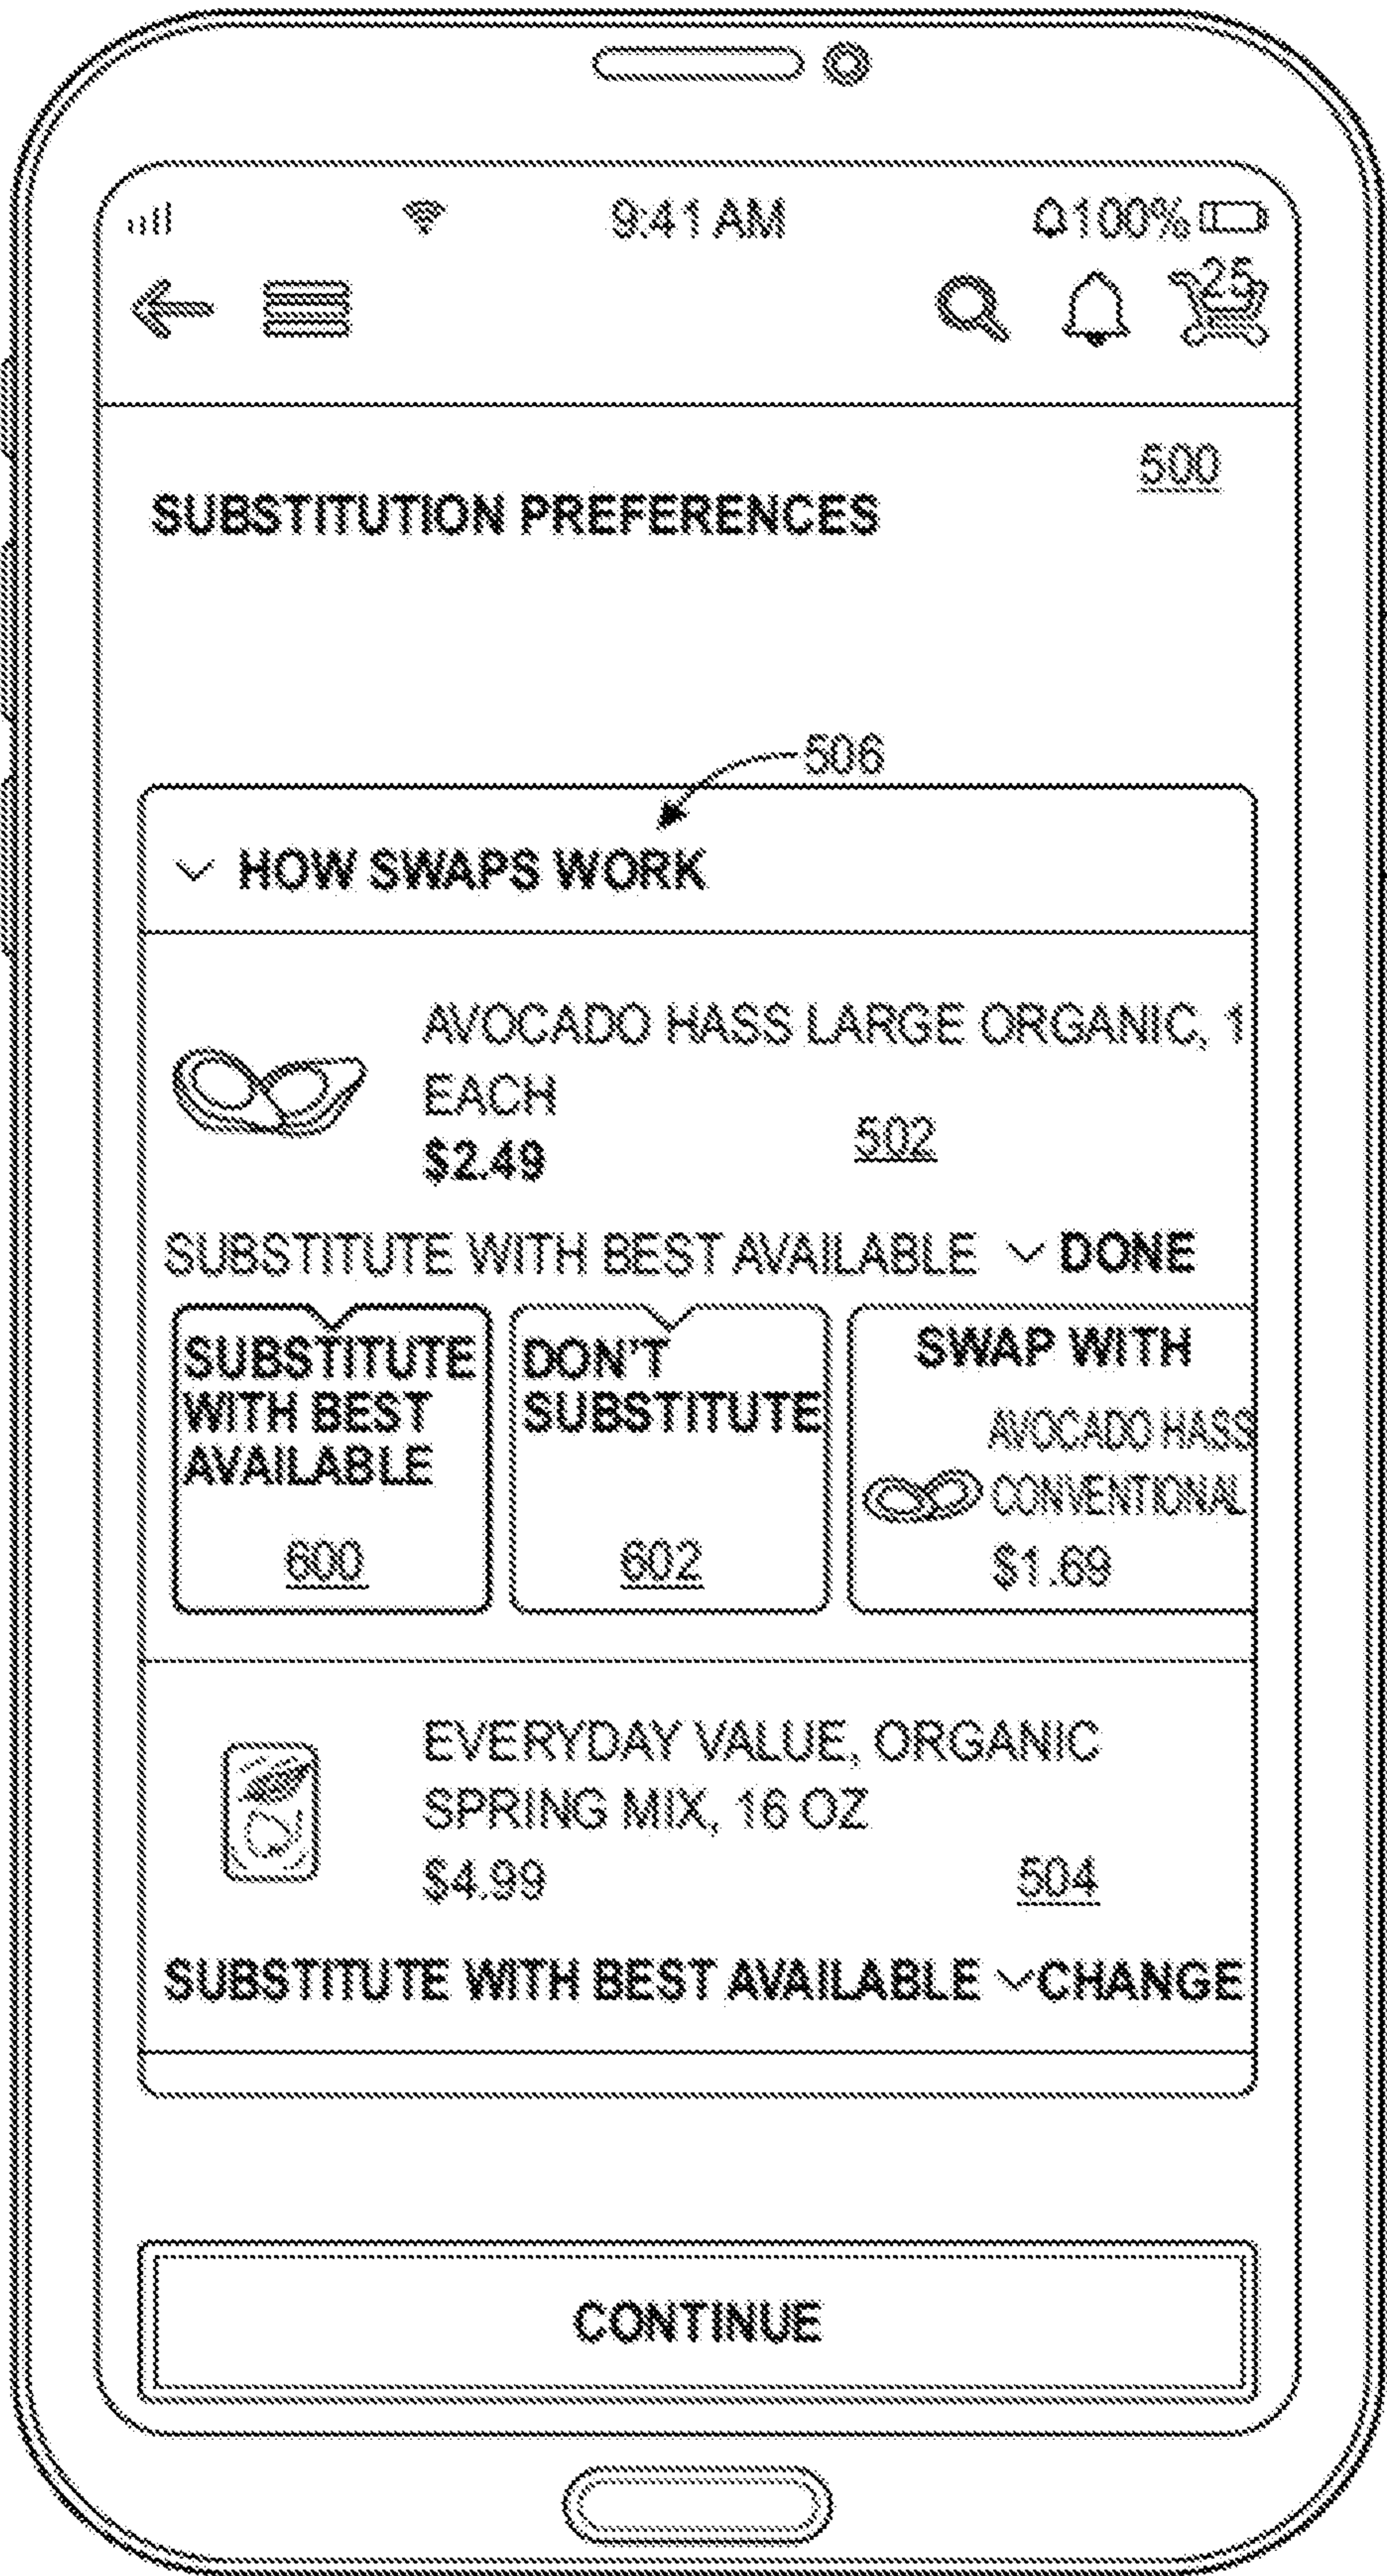 9:41 AM 100%
25
500
SUBSTITUTION PREFERENCES
506
HOW SWAPS WORK
AVOCADO HASS LARGE ORGANIC, 1
EACH
$2.49
502
SUBSTITUTE WITH BEST AVAILABLE DONE
SUBSTITUTE
WITH BEST
AVAILABLE
600
DON'T
SUBSTITUTE
602
SWAP WITH
AVOCADO HASS
CONVENTIONAL
$1.69
EVERYDAY VALUE, ORGANIC
SPRING MIX, 16 OZ
$4.99
504
SUBSTITUTE WITH BEST AVAILABLE CHANGE
CONTINUE